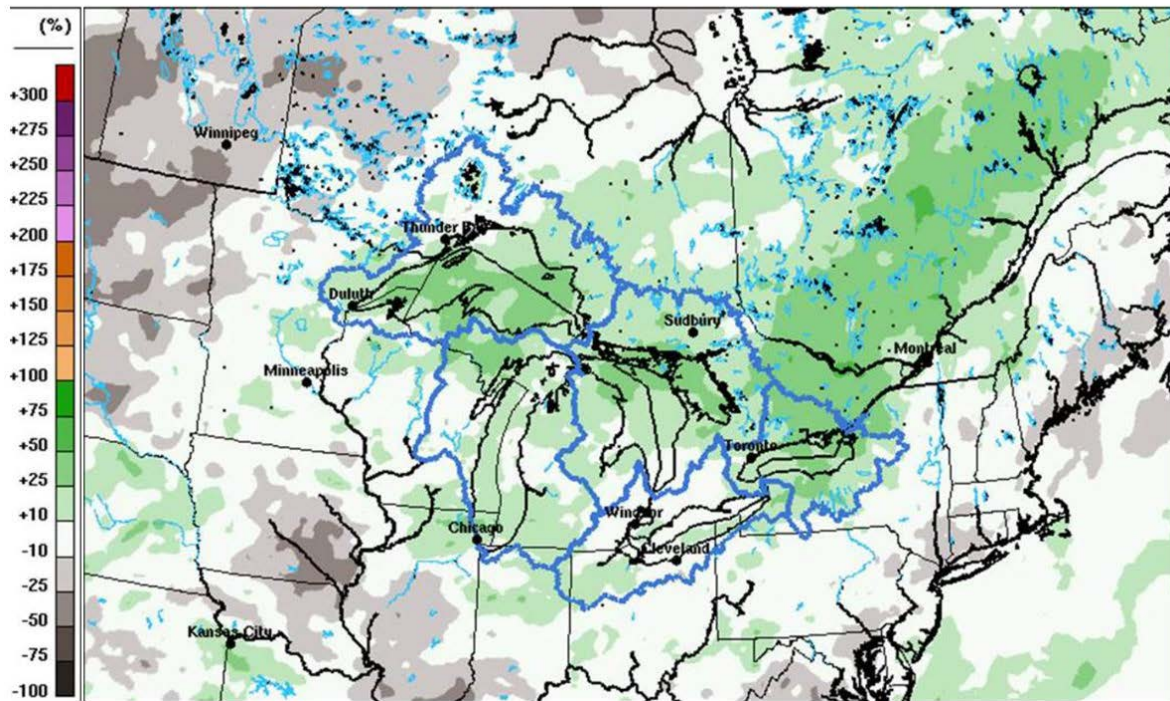 (%)
+300
+275
+250
+225
+200
+175
+150
+125
+100
+75
+50
+25
+10
-10
-25
-50
-75
-100
Winnipeg
Thunder Bay
Duluth
Sudbury
Minneapolis
Montreal
Toronto
Chicago
Windsor
Cleveland
Kansas City